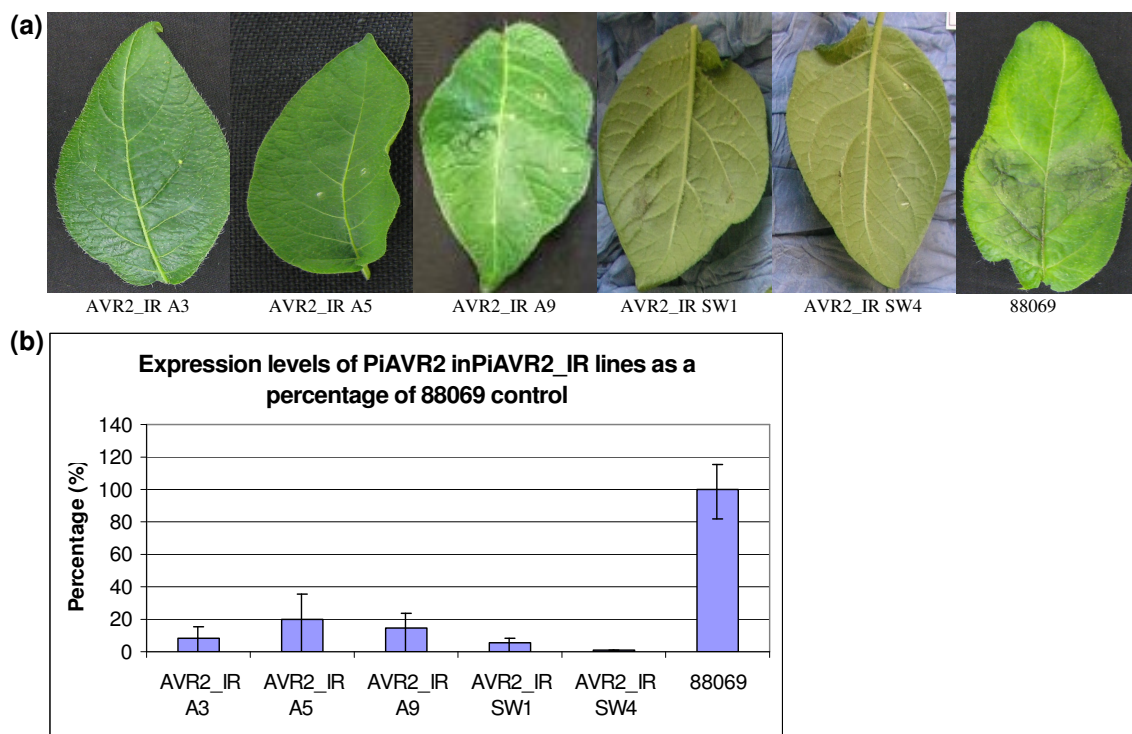 (a)
AVR2_IR A3
AVR2_IR A5
AVR2_IR A9
AVR2_IR SW1
AVR2_IR SW4
88069
(b)
Expression levels of PiAVR2 inPiAVR2_IR lines as a
percentage of 88069 control
Percentage (%)
140
120
100
80
60
40
20
0
AVR2_IR
A3
AVR2_IR
A5
AVR2_IR
A9
AVR2_IR
SW1
AVR2_IR
SW4
88069